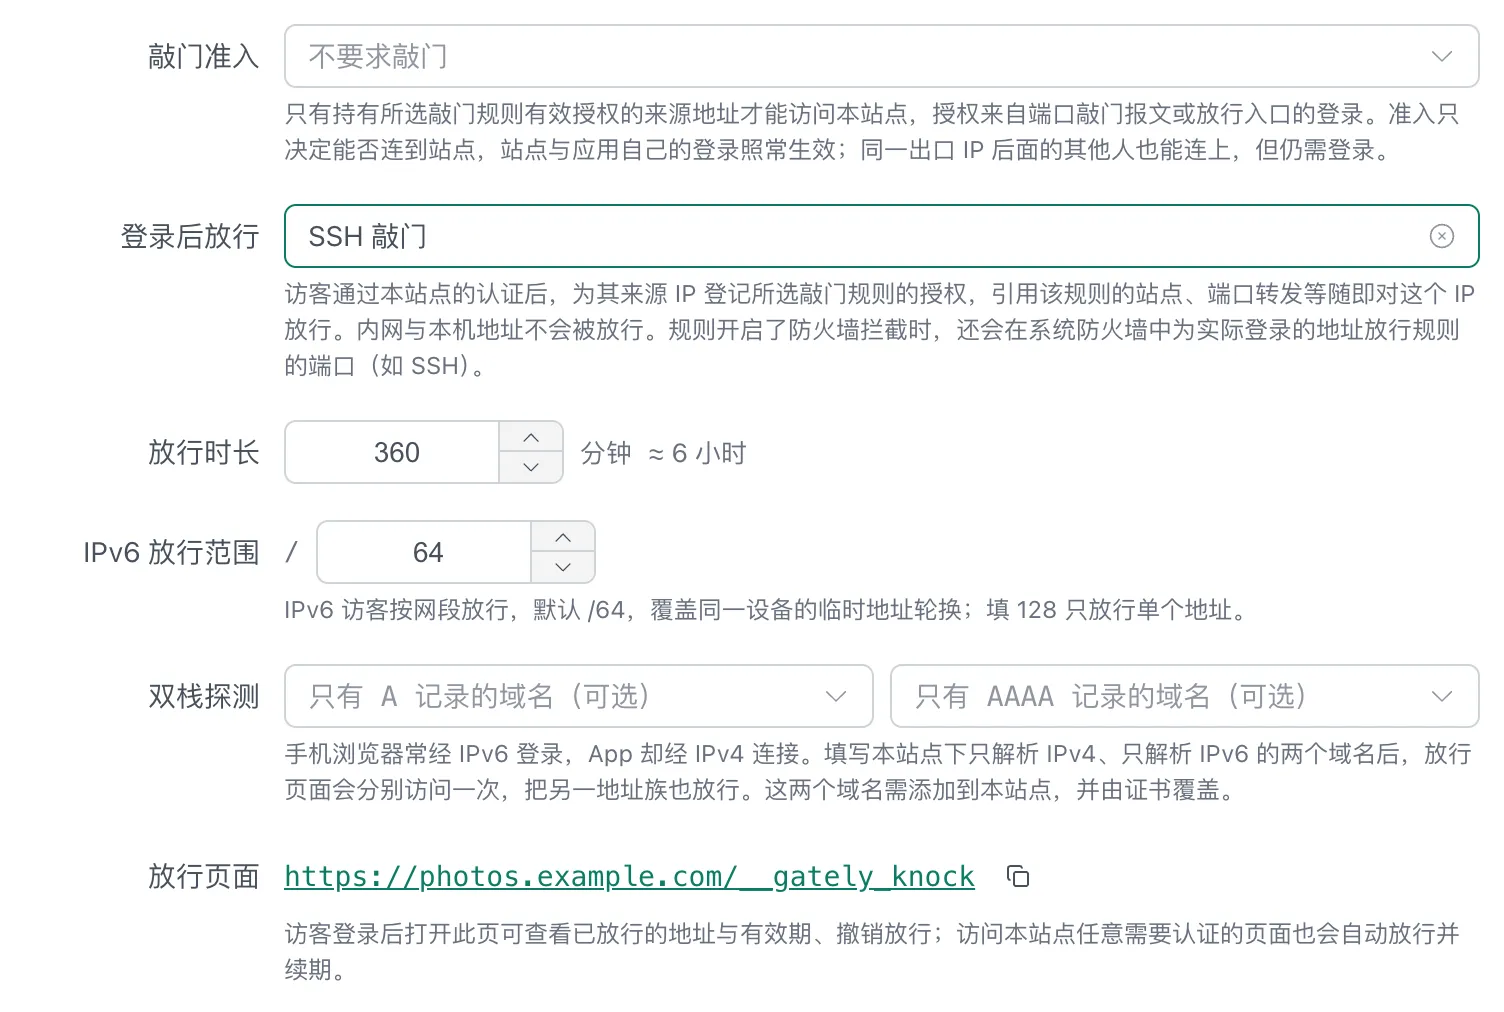 敲门准入
不要求敲门
只有持有所选敲门规则有效授权的来源地址才能访问本站点，授权来自端口敲门报文或放行入口的登录。准入只
决定能否连到站点，站点与应用自己的登录照常生效；同一出口 IP 后面的其他人也能连上，但仍需登录。
登录后放行
SSH 敲门
访客通过本站点的认证后，为其来源 IP 登记所选敲门规则的授权，引用该规则的站点、端口转发等随即对这个 IP
放行。内网与本机地址不会被放行。规则开启了防火墙拦截时，还会在系统防火墙中为实际登录的地址放行规则
的端口（如 SSH）。
放行时长
360
分钟 ≈ 6 小时
IPv6 放行范围
/ 64
IPv6 访客按网段放行，默认 /64，覆盖同一设备的临时地址轮换；填 128 只放行单个地址。
双栈探测
只有 A 记录的域名（可选）
只有 AAAA 记录的域名（可选）
手机浏览器常经 IPv6 登录，App 却经 IPv4 连接。填写本站点下只解析 IPv4、只解析 IPv6 的两个域名后，放行
页面会分别访问一次，把另一地址族也放行。这两个域名需添加到本站点，并由证书覆盖。
放行页面
https://photos.example.com/__gately_knock
访客登录后打开此页可查看已放行的地址与有效期、撤销放行；访问本站点任意需要认证的页面也会自动放行并
续期。